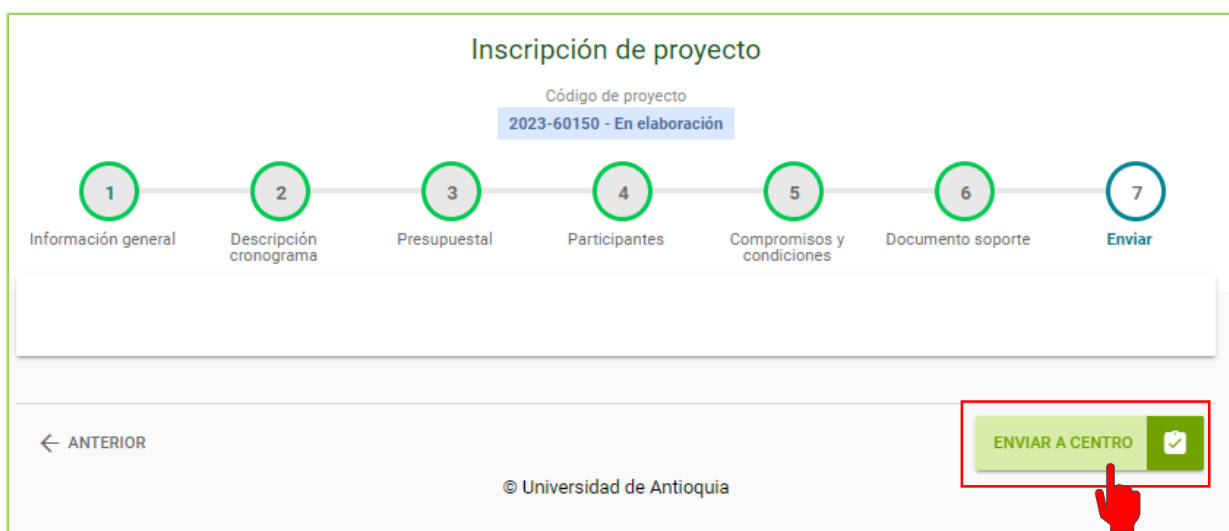 Inscripción de proyecto
Código de proyecto
2023-60150 - En elaboración
1 2 3 4 5 6 7
Información general
Descripción
cronograma
Presupuestal
Participantes
Compromisos y
condiciones
Documento soporte
Enviar
ANTERIOR
ENVIAR A CENTRO
© Universidad de Antioquia